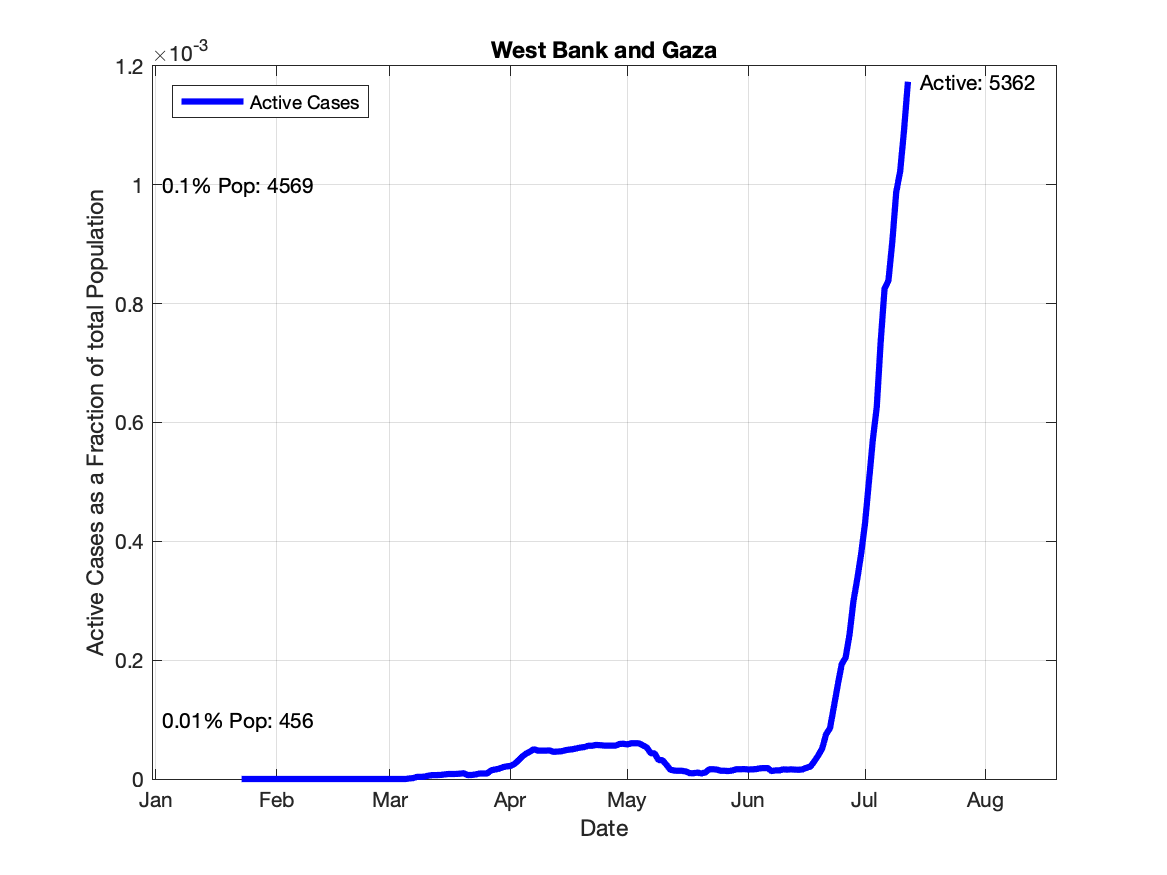 West Bank and Gaza
×10-3
Active Cases
Active: 5362
0.1% Pop: 4569
0.01% Pop: 456
Active Cases as a Fraction of total Population
1.2
1
0.8
0.6
0.4
0.2
0
Jan Feb Mar Apr May Jun Jul Aug
Date